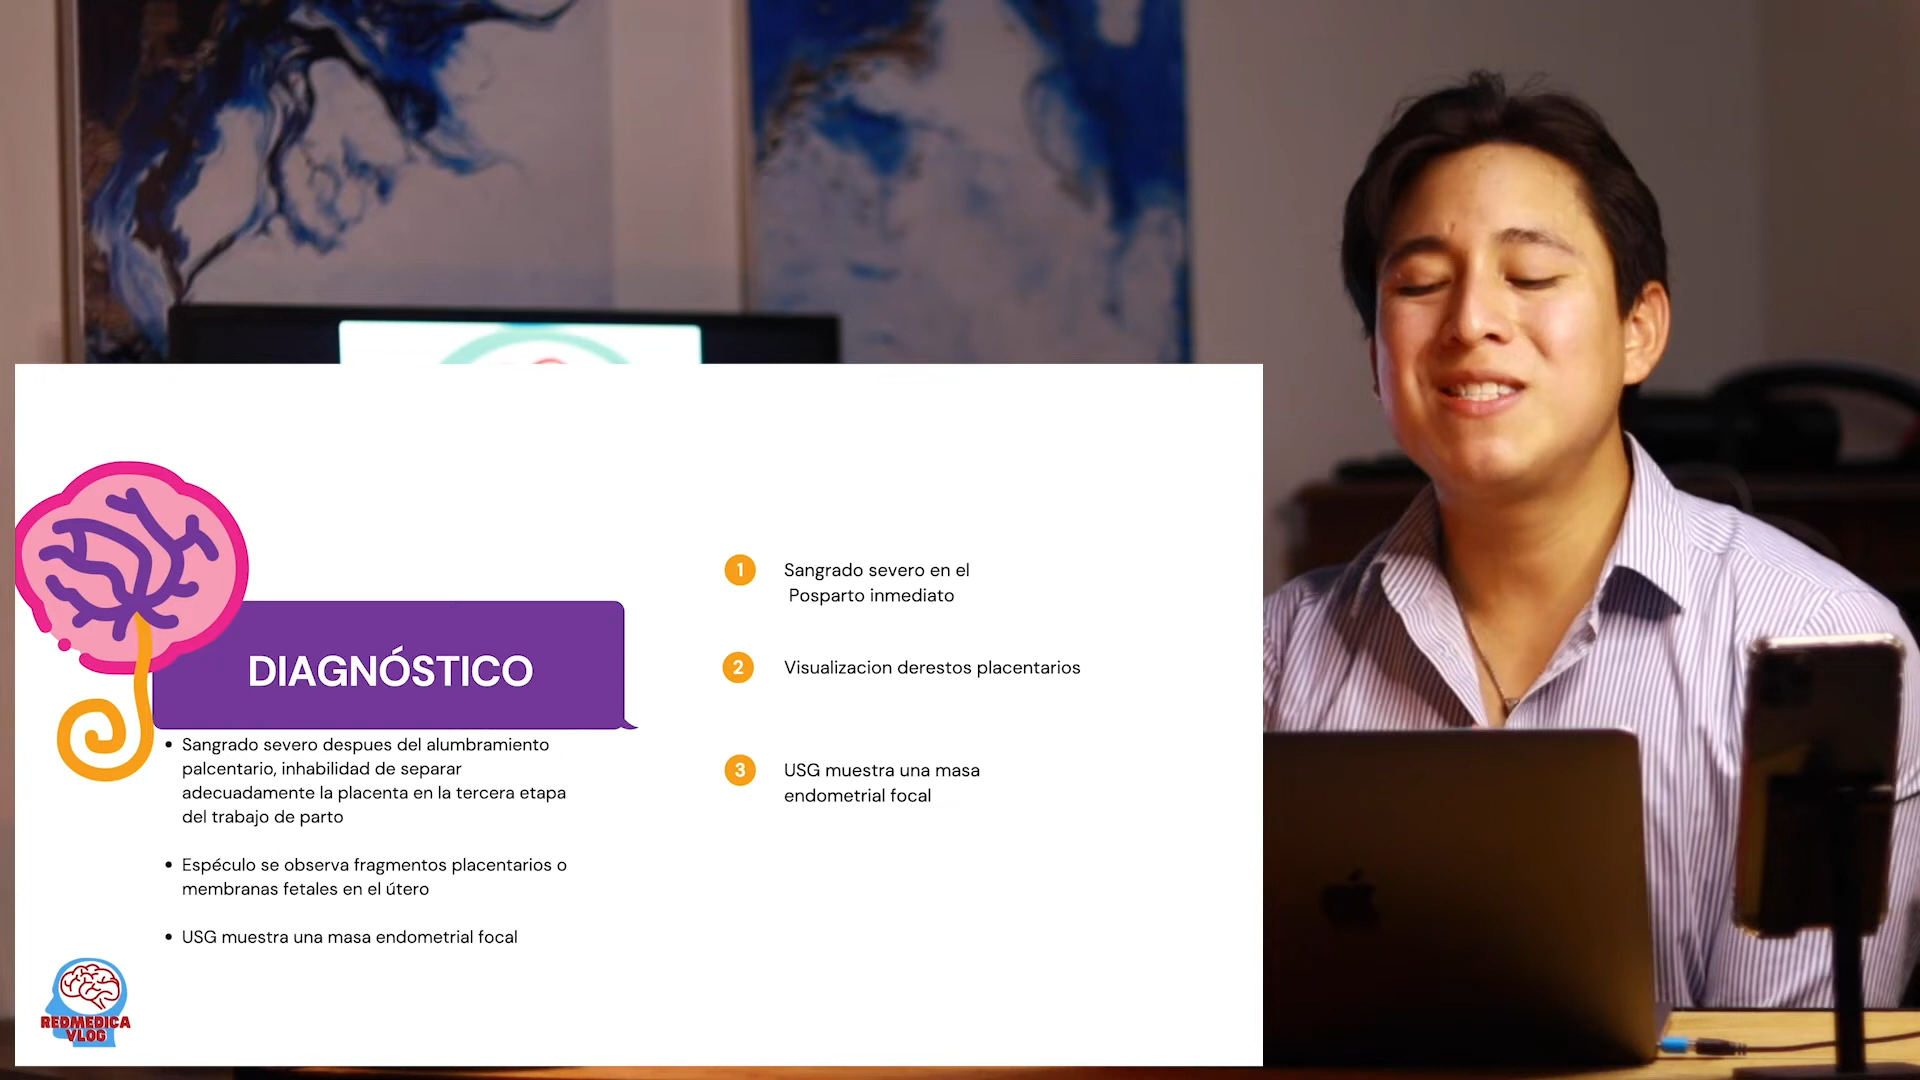 DIAGNÓSTICO
• Sangrado severo despues del alumbramiento
palcentario, inhabilidad de separar
adecuadamente la placenta en la tercera etapa
del trabajo de parto
• Espéculo se observa fragmentos placentarios o
membranas fetales en el útero
• USG muestra una masa endometrial focal
1 Sangrado severo en el
Posparto inmediato
2 Visualizacion derestos placentarios
3 USG muestra una masa
endometrial focal
REDMEDICA
VLOG